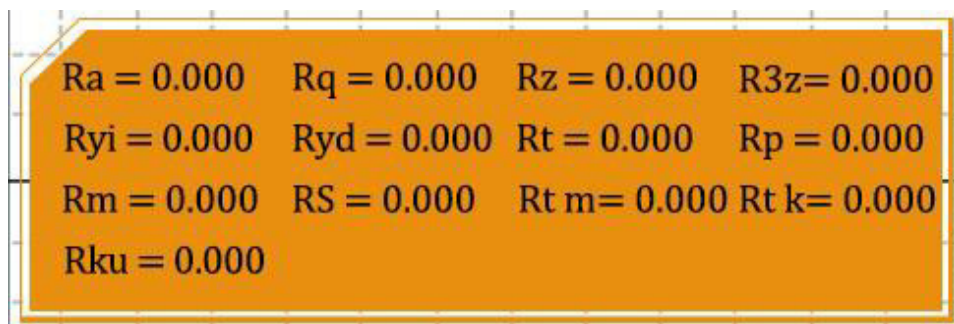 Ra = 0.000 Rq = 0.000 Rz = 0.000 R3z= 0.000
Ryi = 0.000 Ryd = 0.000 Rt = 0.000 Rp = 0.000
Rm = 0.000 RS = 0.000 Rt m= 0.000 Rt k= 0.000
Rku = 0.000